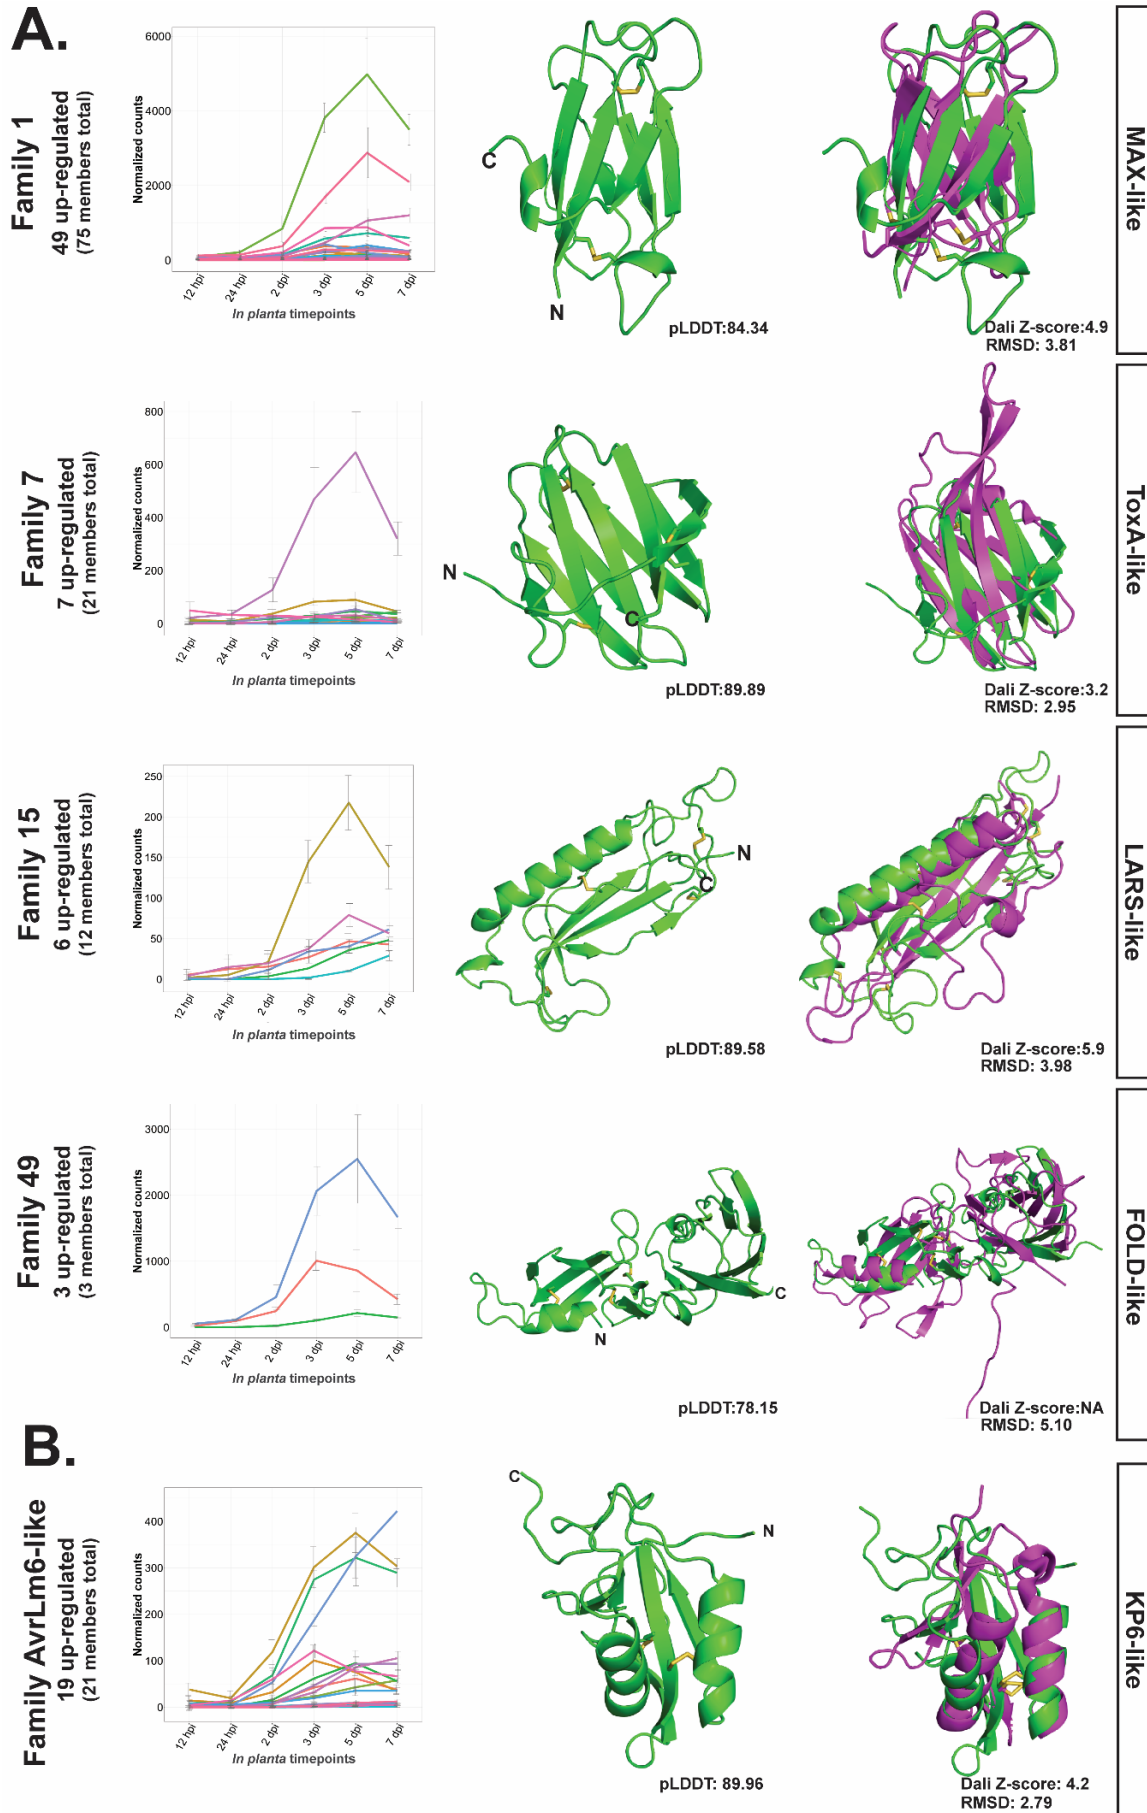 A.
Family 1
49 up-regulated
(75 members total)
Normalized counts
6000
4000
2000
0
12 hpi
24 hpi
2 dpi
3 dpi
5 dpi
7 dpi
In planta timepoints
C
N
pLDDT:84.34
Dali Z-score:4.9
RMSD: 3.81
MAX-like
Family 7
7 up-regulated
(21 members total)
Normalized counts
800
600
400
200
0
12 hpi
24 hpi
2 dpi
3 dpi
5 dpi
7 dpi
In planta timepoints
N
C
pLDDT:89.89
Dali Z-score:3.2
RMSD: 2.95
ToxA-like
Family 15
6 up-regulated
(12 members total)
Normalized counts
250
200
150
100
50
0
12 hpi
24 hpi
2 dpi
3 dpi
5 dpi
7 dpi
In planta timepoints
N
C
pLDDT:89.58
Dali Z-score:5.9
RMSD: 3.98
LARS-like
Family 49
3 up-regulated
(3 members total)
Normalized counts
3000
2000
1000
0
12 hpi
24 hpi
2 dpi
3 dpi
5 dpi
7 dpi
In planta timepoints
C
N
pLDDT:78.15
Dali Z-score:NA
RMSD: 5.10
FOLD-like
B.
Family AvrLm6-like
19 up-regulated
(21 members total)
Normalized counts
400
300
200
100
0
12 hpi
24 hpi
2 dpi
3 dpi
5 dpi
7 dpi
In planta timepoints
C
N
pLDDT: 89.96
Dali Z-score: 4.2
RMSD: 2.79
KP6-like